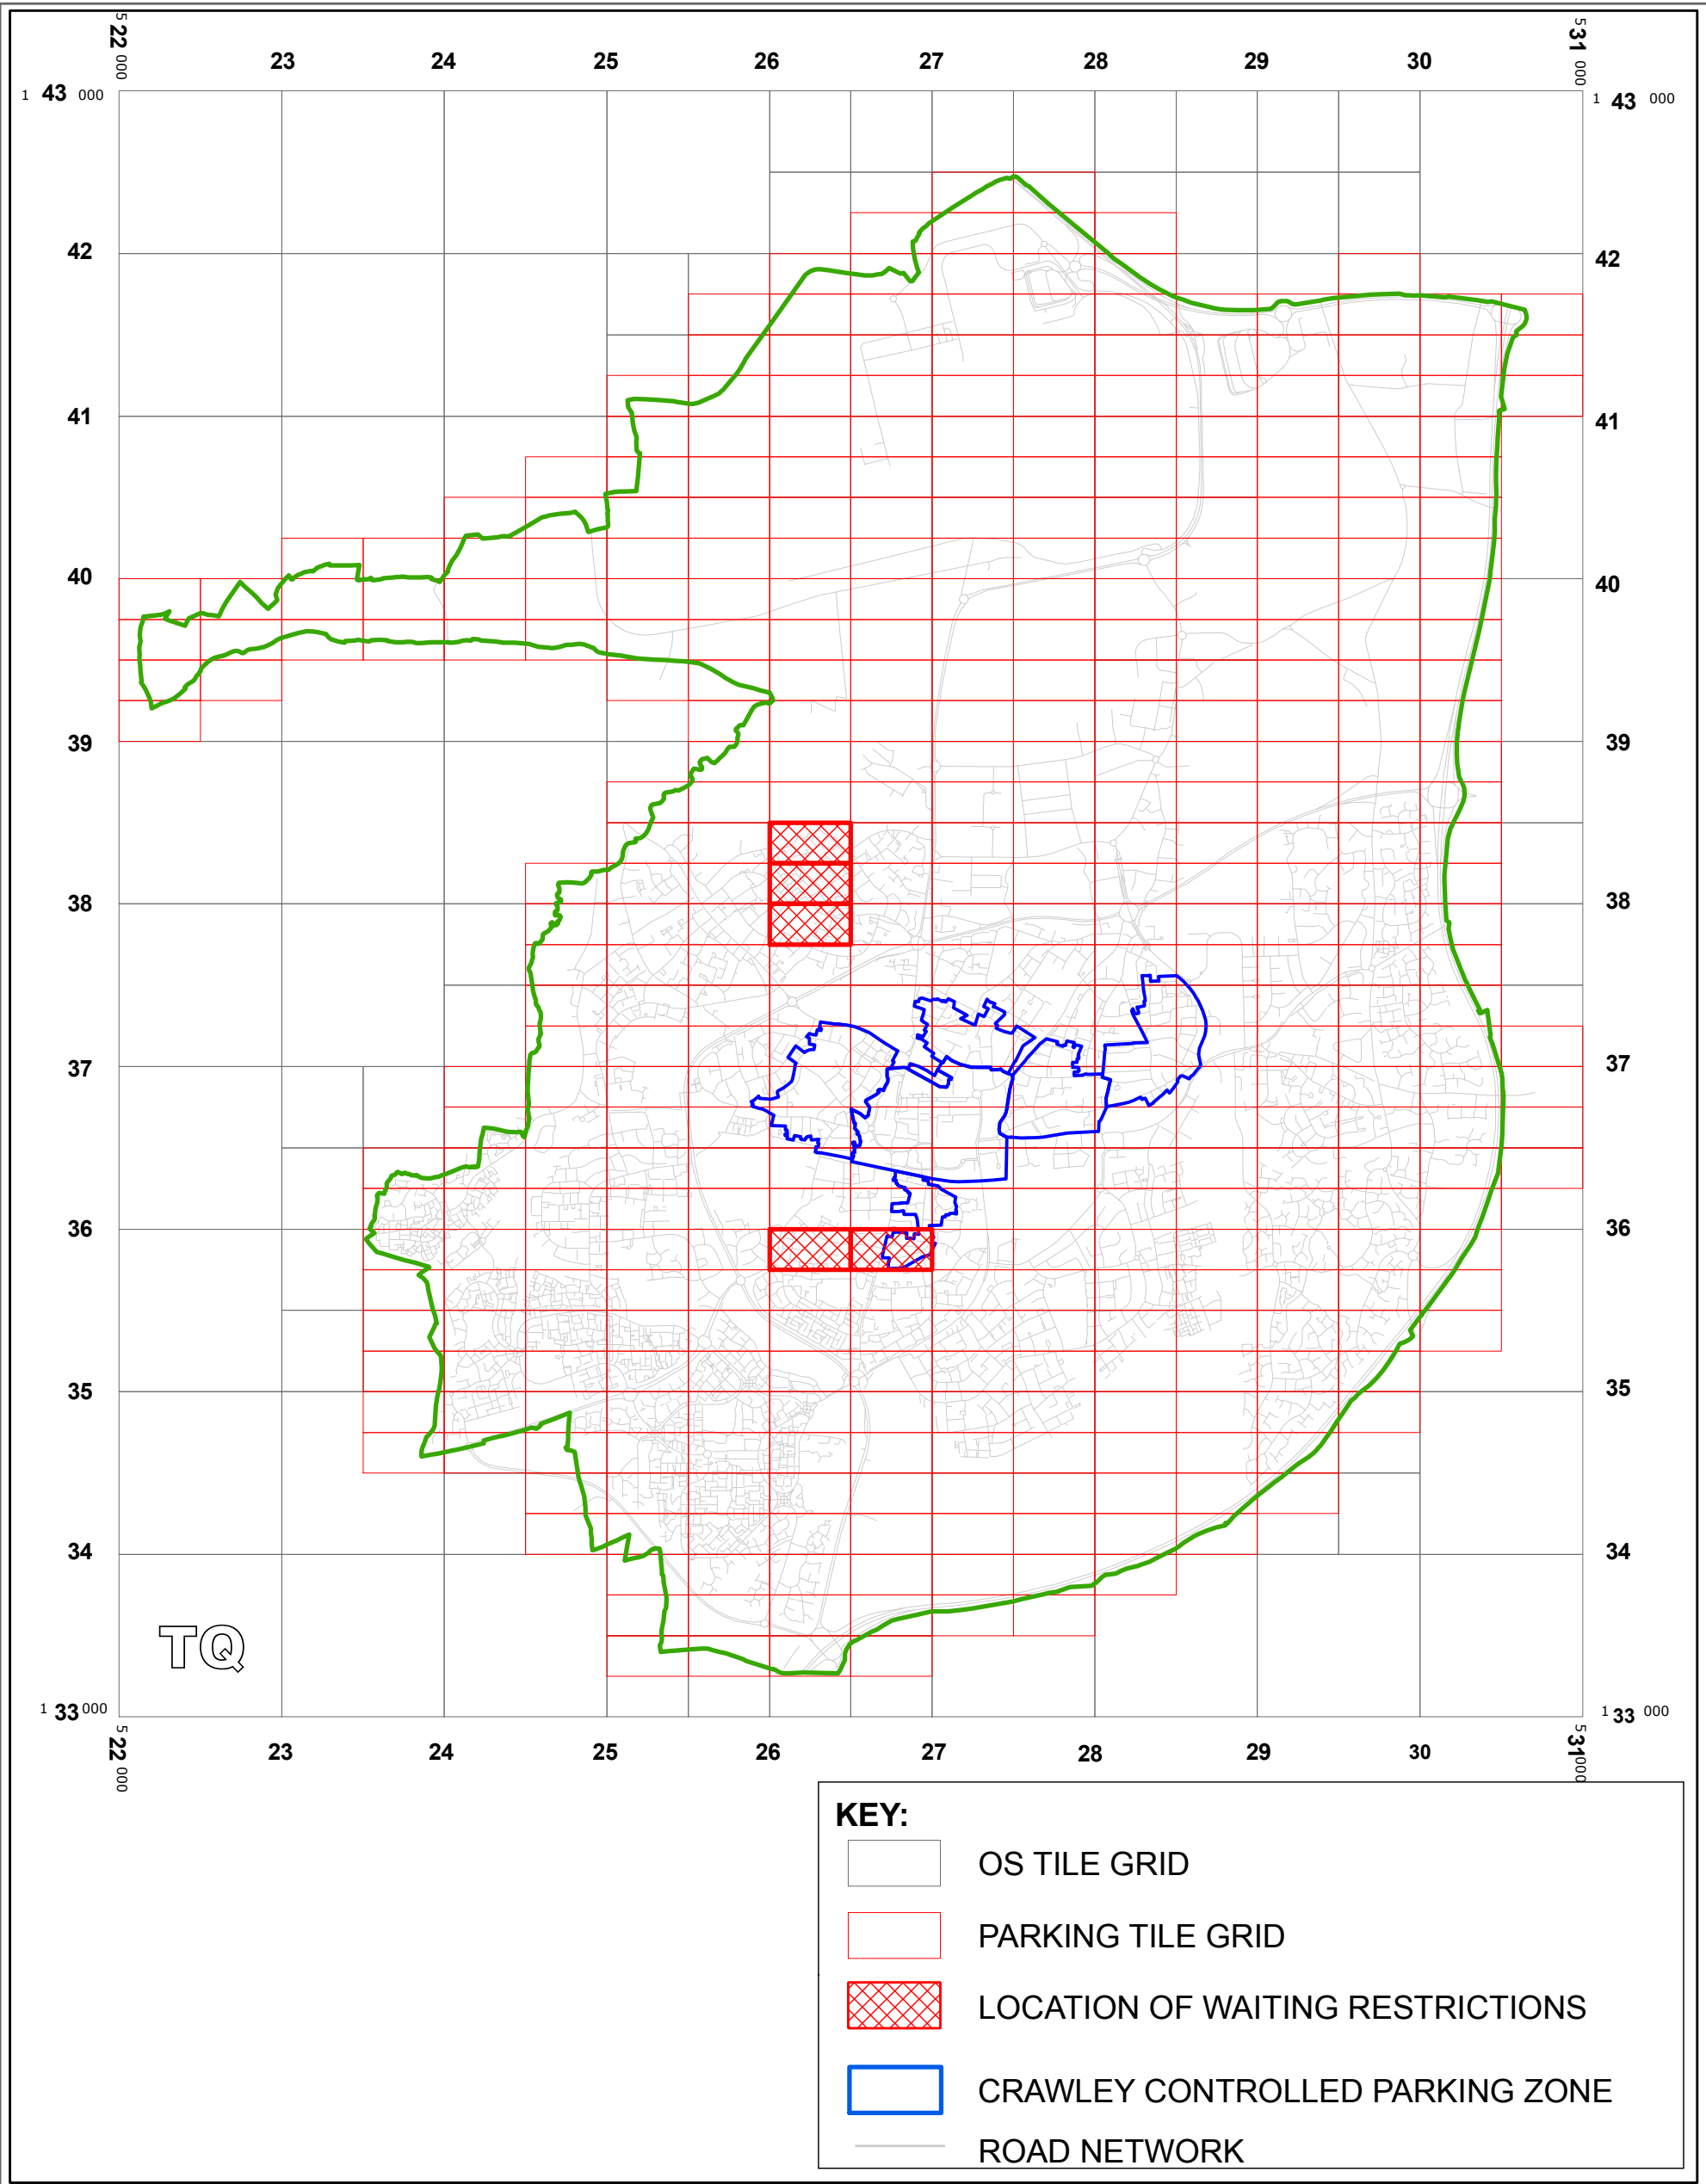 5 22 000 23 24 25 26 27 28 29 30 5 31 000
1 43 000 1 43 000
42 42
41 41
40 40
39 39
38 38
37 37
36 36
35 35
34 34
TQ
1 33 000 1 33 000
5 22 000 23 24 25 26 27 28 29 30 5 31 000
KEY:
OS TILE GRID
PARKING TILE GRID
LOCATION OF WAITING RESTRICTIONS
CRAWLEY CONTROLLED PARKING ZONE
ROAD NETWORK